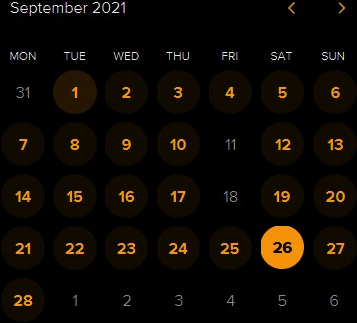 September 2021
MON TUE WED THU FRI SAT SUN
31 1 2 3 4 5 6
7 8 9 10 11 12 13
14 15 16 17 18 19 20
21 22 23 24 25 26 27
28 1 2 3 4 5 6